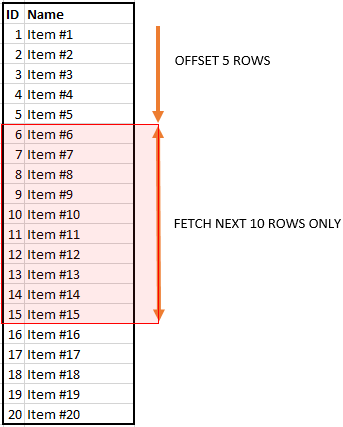 ID Name
1 Item #1
2 Item #2
3 Item #3
4 Item #4
5 Item #5
6 Item #6
7 Item #7
8 Item #8
9 Item #9
10 Item #10
11 Item #11
12 Item #12
13 Item #13
14 Item #14
15 Item #15
16 Item #16
17 Item #17
18 Item #18
19 Item #19
20 Item #20
OFFSET 5 ROWS
FETCH NEXT 10 ROWS ONLY